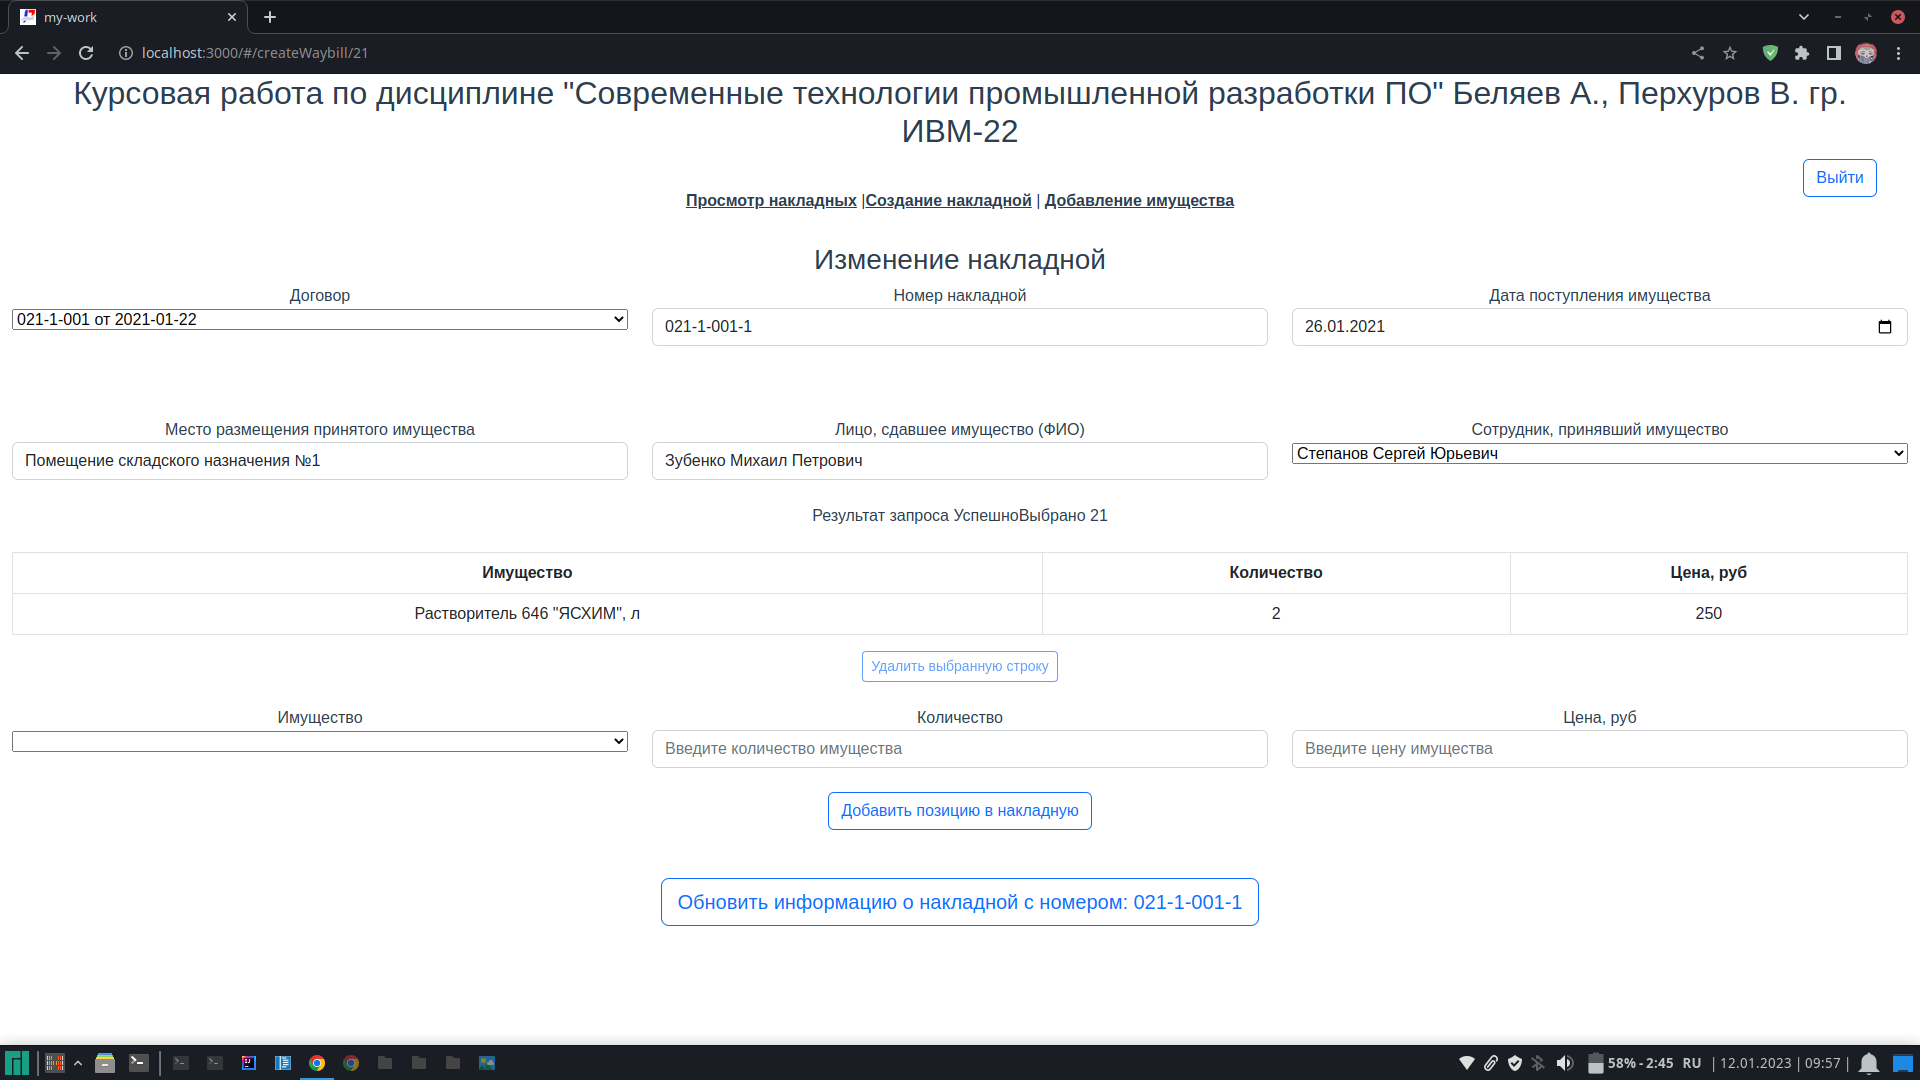 my-work
localhost:3000/#/createWaybill/21
Курсовая работа по дисциплине "Современные технологии промышленной разработки ПО" Беляев А., Перхуров В. гр.
ИВМ-22
Выйти
Просмотр накладных |Создание накладной | Добавление имущества
Изменение накладной
Договор
021-1-001 от 2021-01-22
Номер накладной
021-1-001-1
Дата поступления имущества
26.01.2021
Место размещения принятого имущества
Помещение складского назначения №1
Лицо, сдавшее имущество (ФИО)
Зубенко Михаил Петрович
Сотрудник, принявший имущество
Степанов Сергей Юрьевич
Результат запроса УспешноВыбрано 21
Имущество Количество Цена, руб
Растворитель 646 "ЯСХИМ", л 2 250
Удалить выбранную строку
Имущество
Количество
Введите количество имущества
Цена, руб
Введите цену имущества
Добавить позицию в накладную
Обновить информацию о накладной с номером: 021-1-001-1
58% - 2:45 RU | 12.01.2023 | 09:57 |